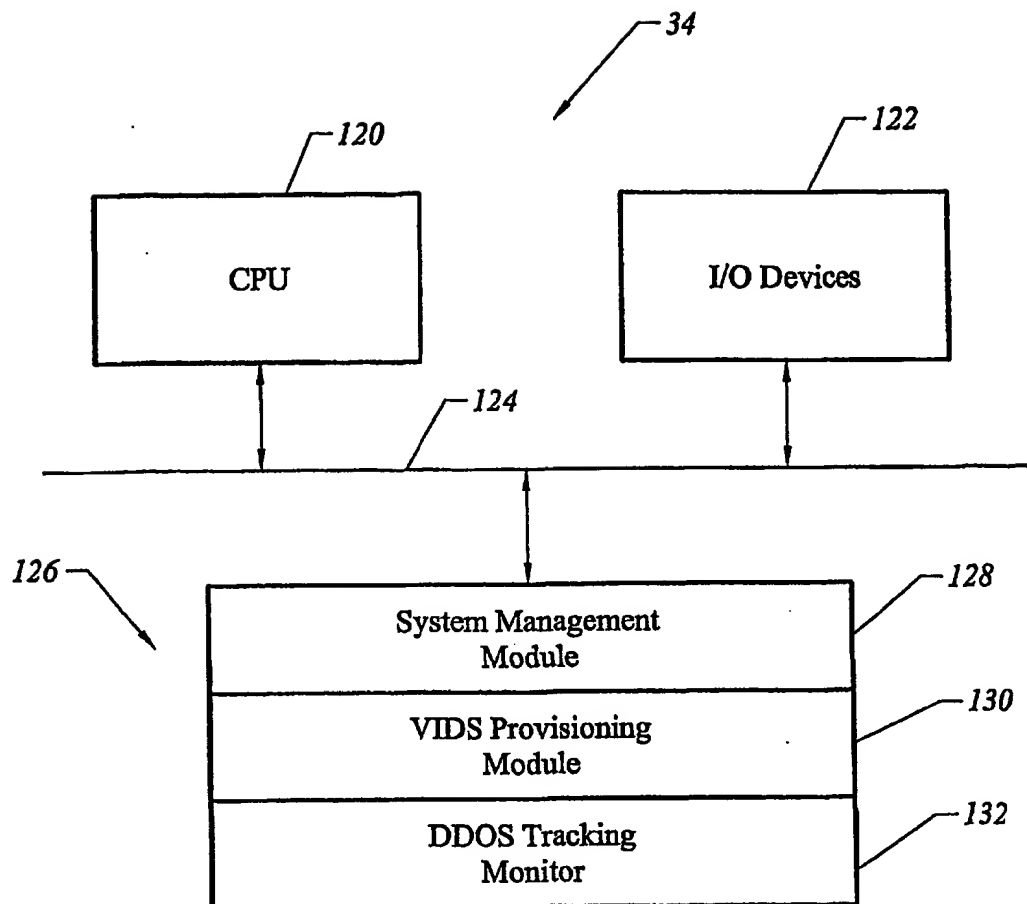 34
120
122
CPU
I/O Devices
124
126
128
System Management
Module
130
VIDS Provisioning
Module
132
DDOS Tracking
Monitor